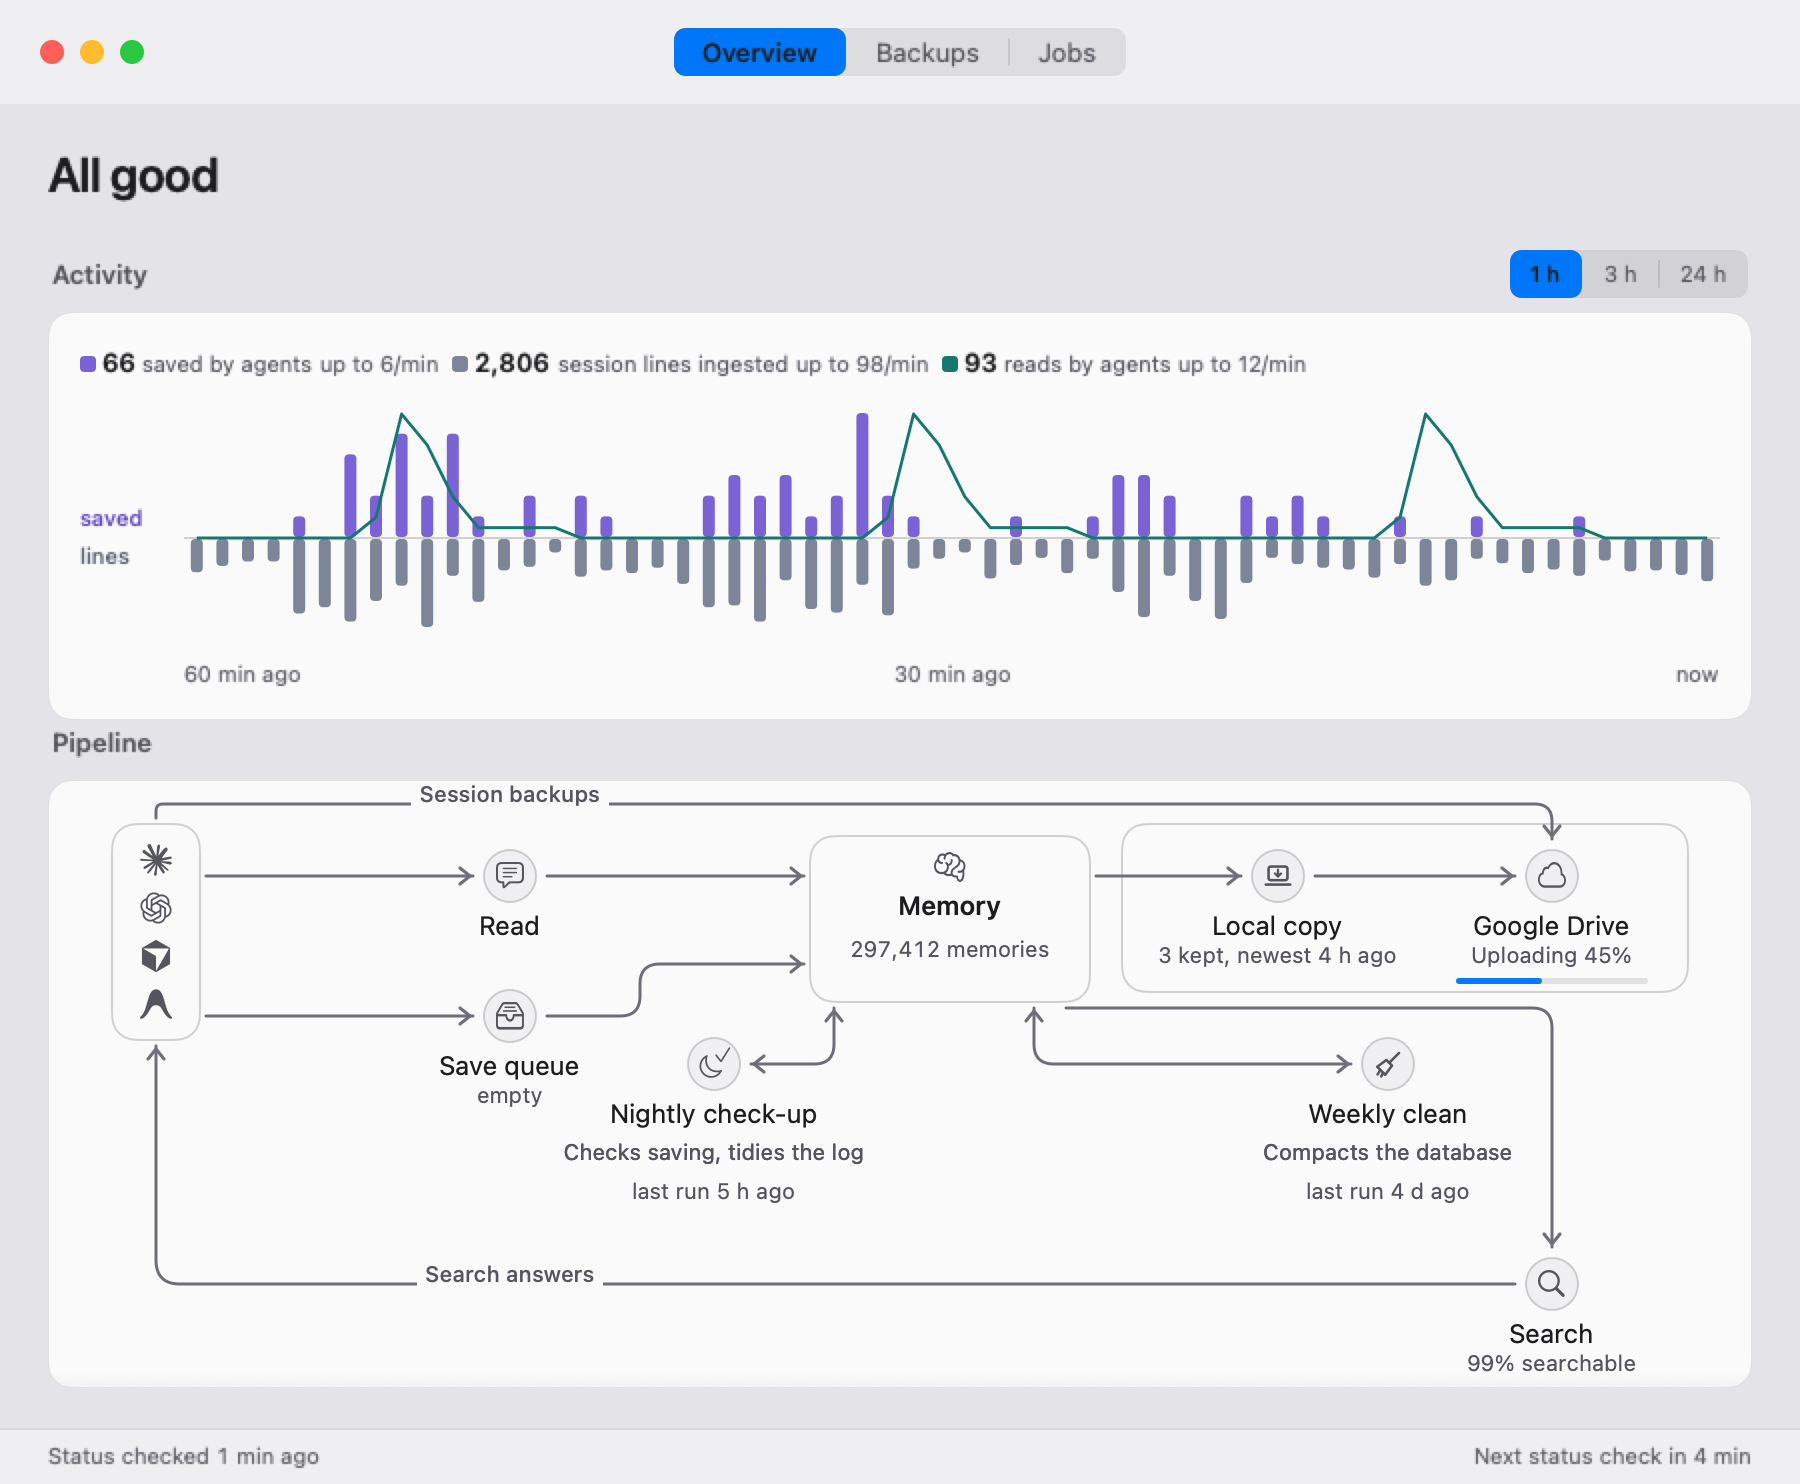 Overview Backups Jobs
All good
Activity
1 h 3 h 24 h
66 saved by agents up to 6/min 2,806 session lines ingested up to 98/min 93 reads by agents up to 12/min
saved
lines
60 min ago 30 min ago now
Pipeline
Session backups
Read
Memory
297,412 memories
Local copy
3 kept, newest 4 h ago
Google Drive
Uploading 45%
Save queue
empty
Nightly check-up
Checks saving, tidies the log
last run 5 h ago
Weekly clean
Compacts the database
last run 4 d ago
Search answers
Search
99% searchable
Status checked 1 min ago
Next status check in 4 min